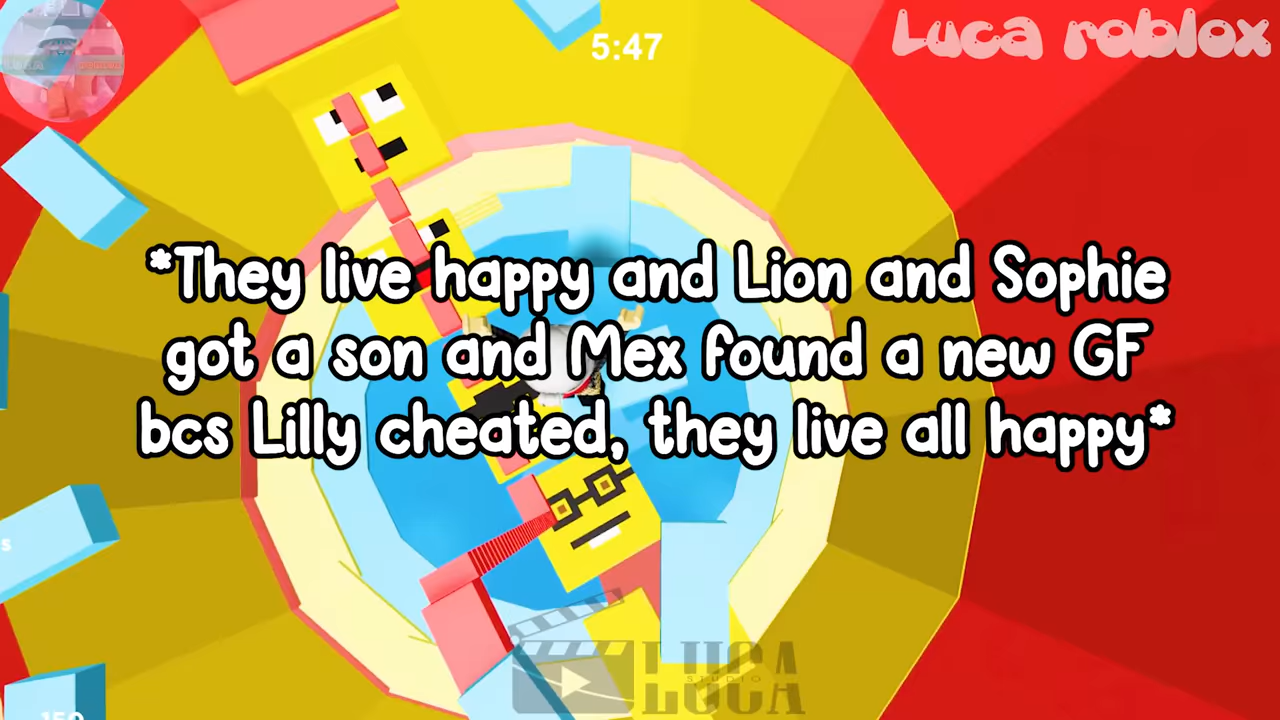 5:47
Luca roblox
*They live happy and Lion and Sophie
got a son and Mex found a new GF
bcs Lilly cheated, they live all happy*
LUCA
STUDIO